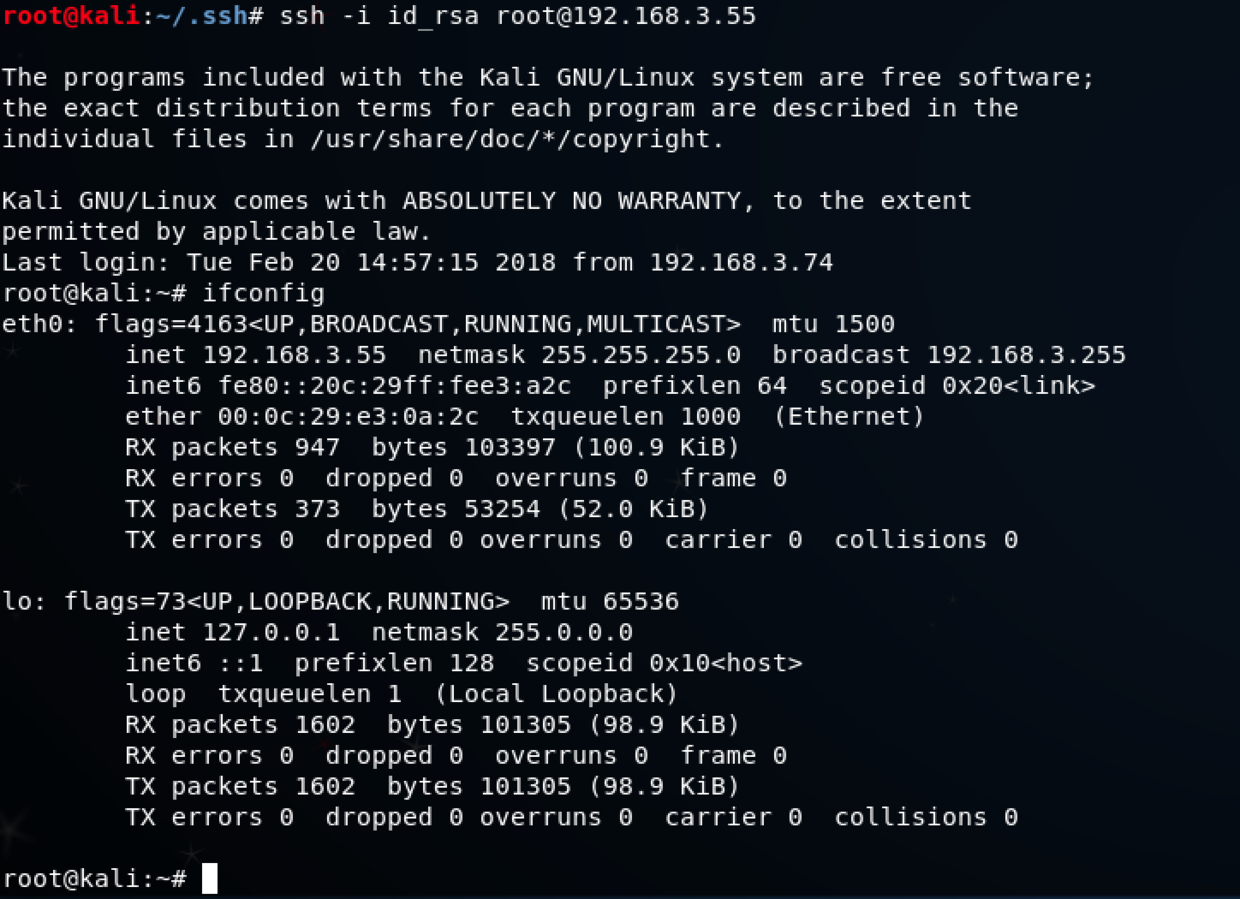 root@kali:~/.ssh# ssh -i id_rsa root@192.168.3.55

The programs included with the Kali GNU/Linux system are free software;
the exact distribution terms for each program are described in the
individual files in /usr/share/doc/*/copyright.

Kali GNU/Linux comes with ABSOLUTELY NO WARRANTY, to the extent
permitted by applicable law.
Last login: Tue Feb 20 14:57:15 2018 from 192.168.3.74
root@kali:~# ifconfig
eth0: flags=4163<UP,BROADCAST,RUNNING,MULTICAST>  mtu 1500
        inet 192.168.3.55  netmask 255.255.255.0  broadcast 192.168.3.255
        inet6 fe80::20c:29ff:fee3:a2c  prefixlen 64  scopeid 0x20<link>
        ether 00:0c:29:e3:0a:2c  txqueuelen 1000  (Ethernet)
        RX packets 947  bytes 103397 (100.9 KiB)
        RX errors 0  dropped 0  overruns 0  frame 0
        TX packets 373  bytes 53254 (52.0 KiB)
        TX errors 0  dropped 0 overruns 0  carrier 0  collisions 0

lo: flags=73<UP,LOOPBACK,RUNNING>  mtu 65536
        inet 127.0.0.1  netmask 255.0.0.0
        inet6 ::1  prefixlen 128  scopeid 0x10<host>
        loop  txqueuelen 1  (Local Loopback)
        RX packets 1602  bytes 101305 (98.9 KiB)
        RX errors 0  dropped 0  overruns 0  frame 0
        TX packets 1602  bytes 101305 (98.9 KiB)
        TX errors 0  dropped 0 overruns 0  carrier 0  collisions 0

root@kali:~#